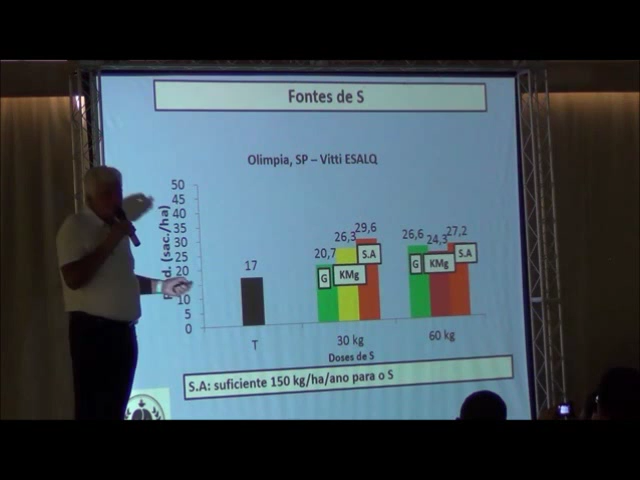 Fontes de S
Olimpia, SP – Vitti ESALQ
d. (sac./ha)
50
45
40
35
30
25
20
15
10
5
0
17
20,7
26,3
29,6
26,6
24,3
27,2
G
KMg
S.A
G
KMg
S.A
T
30 kg
60 kg
Doses de S
S.A: suficiente 150 kg/ha/ano para o S